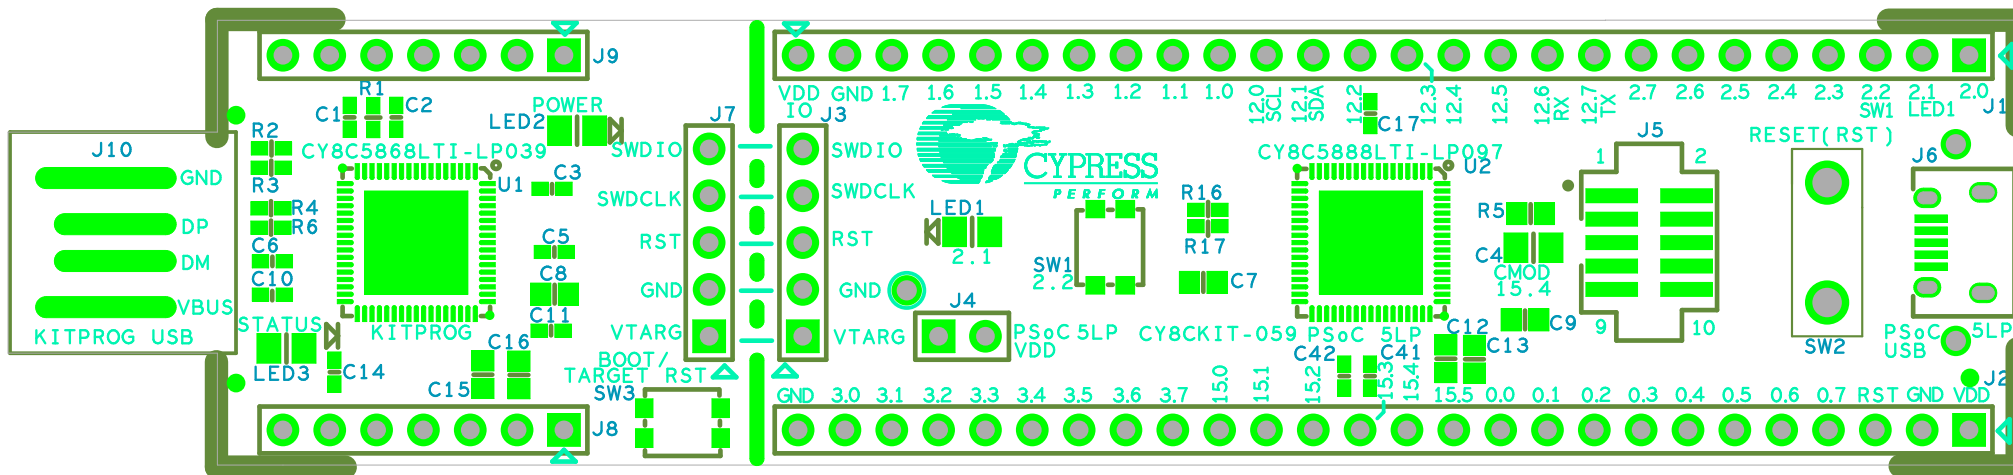 J9
VDD IO
GND 1.7 1.6 1.5 1.4 1.3 1.2 1.1 1.0
12.0 SCL
12.1 SDA
12.2
12.3
12.4
12.5
12.6 RX
12.7 TX
2.7 2.6 2.5 2.4 2.3 2.2 2.1 2.0
SW1 LED1
J1
R1
C1
C2
POWER
LED2
J7
J3
C17
RESET(RST)
J5
R2
J10
CY8C5868LTI-LP039
SWDIO
SWDIO
CYPRESS
PERFORM
CY8C5888LTI-LP097
U2
1
2
J6
GND
R3
U1
C3
SWDCLK
SWDCLK
R16
R4
LED1
R5
DP
R6
RST
RST
R17
C6
C5
2.1
C4
DM
C10
C8
SW1
2.2
C7
CMOD
15.4
GND
GND
J4
VBUS
STATUS
KITPROG
C11
VTARG
VTARG
PSoC 5LP
VDD
CY8CKIT-059 PSoC 5LP
C12
C9
9
10
PSoC 5LP
USB
KITPROG USB
C16
C42
C41
C13
SW2
BOOT/
TARGET RST
LED3
C14
C15
SW3
J2
GND 3.0 3.1 3.2 3.3 3.4 3.5 3.6 3.7
15.0
15.1
15.2
15.3
15.4
15.5 0.0 0.1 0.2 0.3 0.4 0.5 0.6 0.7 RST GND VDD
J8